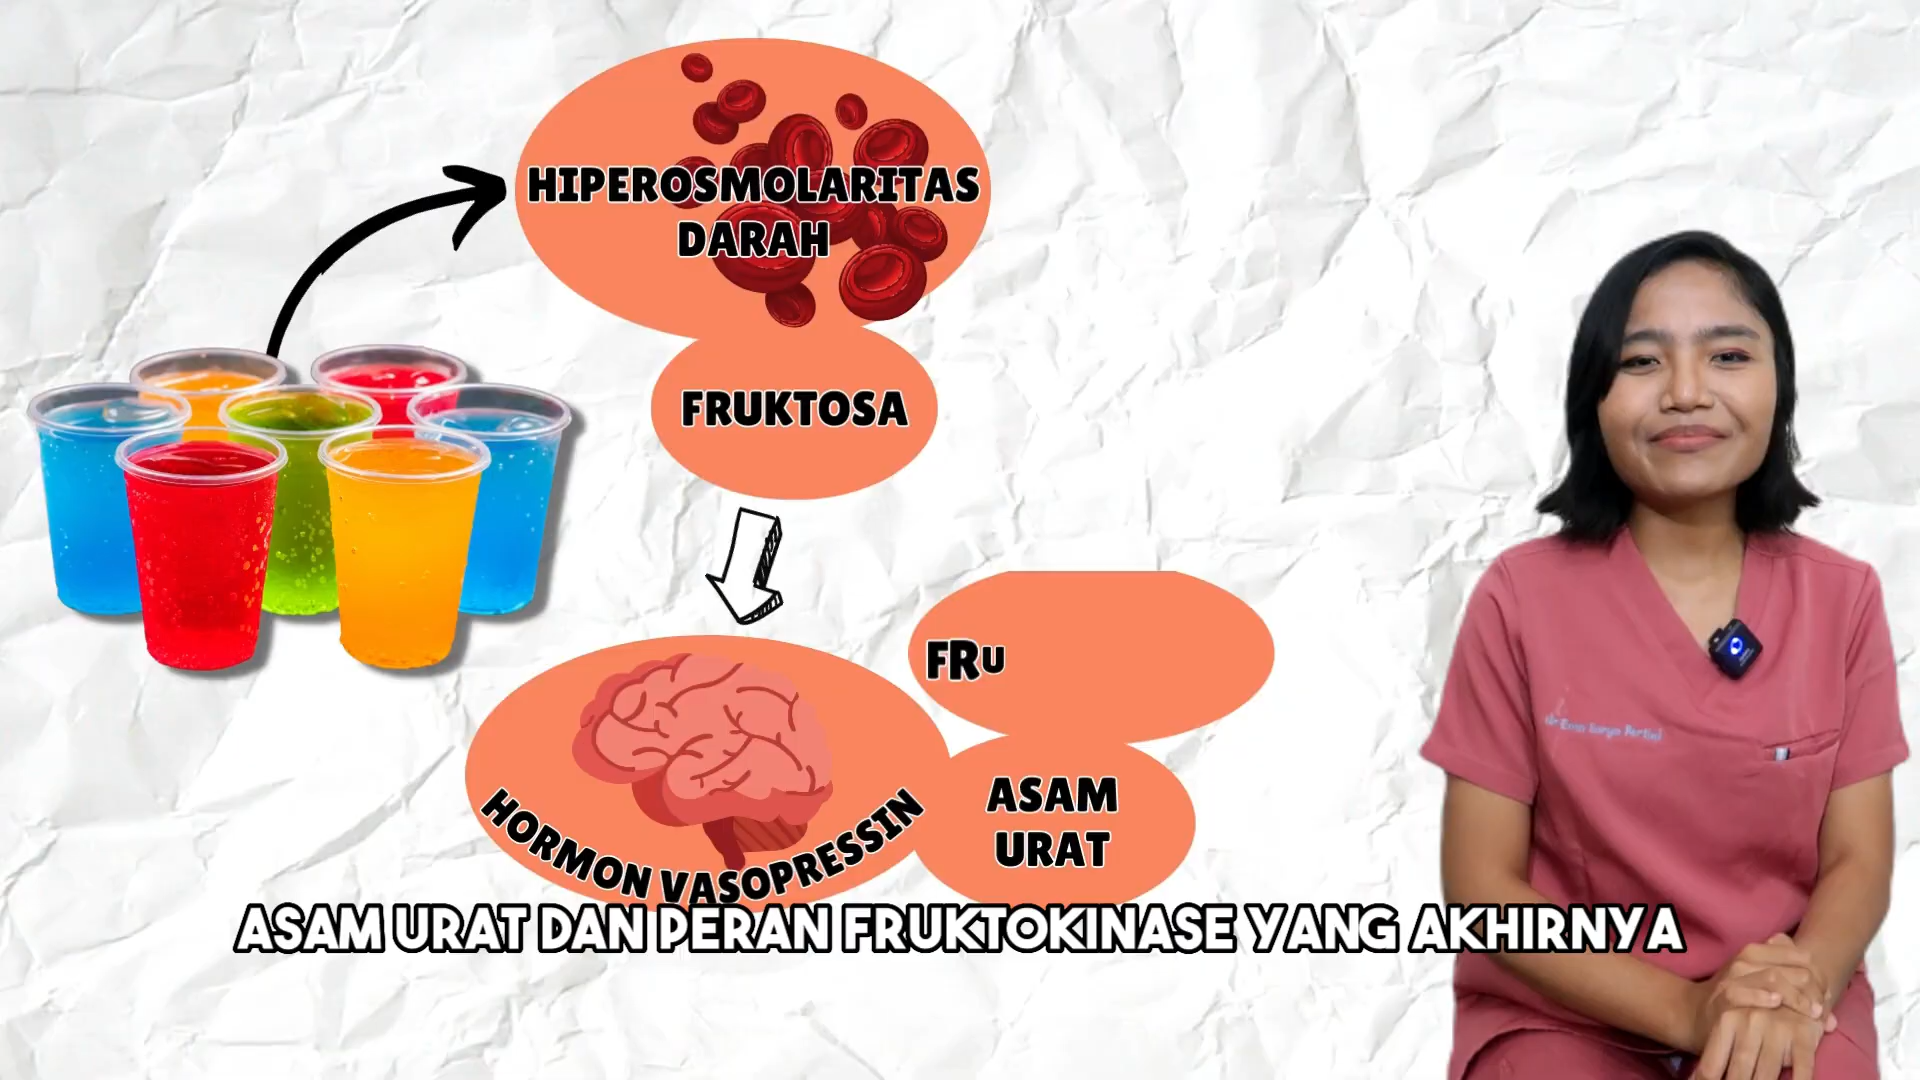 HIPEROSMOLARITAS
DARAH
FRUKTOSA
FRu
HORMON VASOPRESSIN
ASAM
URAT
ASAM URAT DAN PERAN FRUKTOKINASE YANG AKHIRNYA